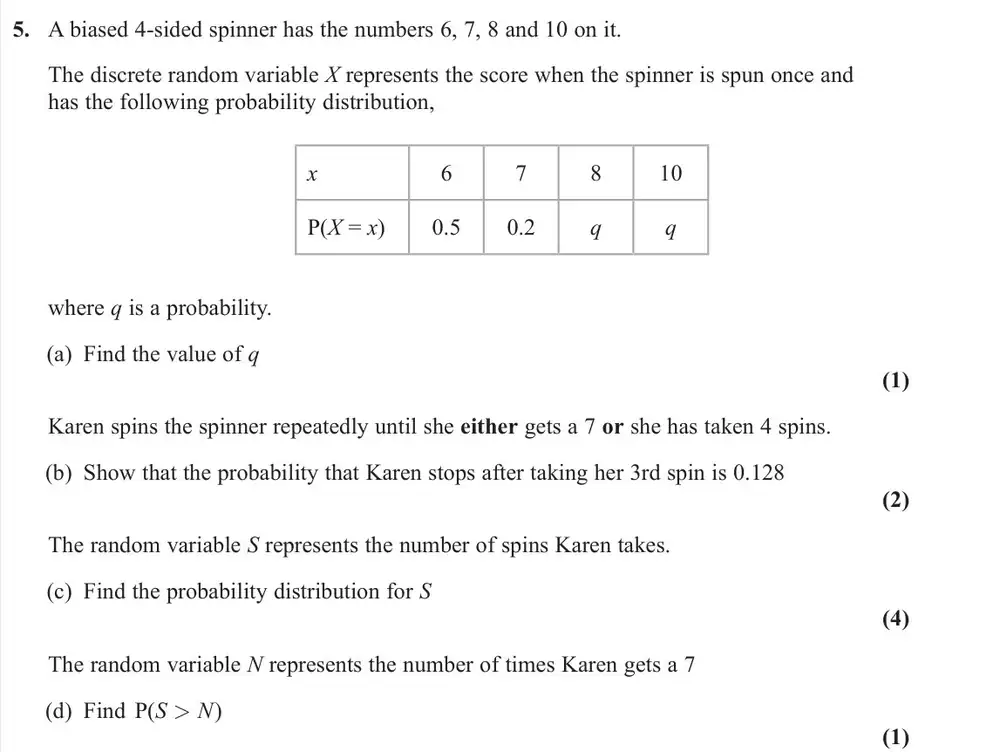 5. A biased 4-sided spinner has the numbers 6, 7, 8 and 10 on it.
The discrete random variable X represents the score when the spinner is spun once and
has the following probability distribution,
x 6 7 8 10
P(X = x) 0.5 0.2 q q
where q is a probability.
(a) Find the value of q
(1)
Karen spins the spinner repeatedly until she either gets a 7 or she has taken 4 spins.
(b) Show that the probability that Karen stops after taking her 3rd spin is 0.128
(2)
The random variable S represents the number of spins Karen takes.
(c) Find the probability distribution for S
(4)
The random variable N represents the number of times Karen gets a 7
(d) Find P(S > N)
(1)